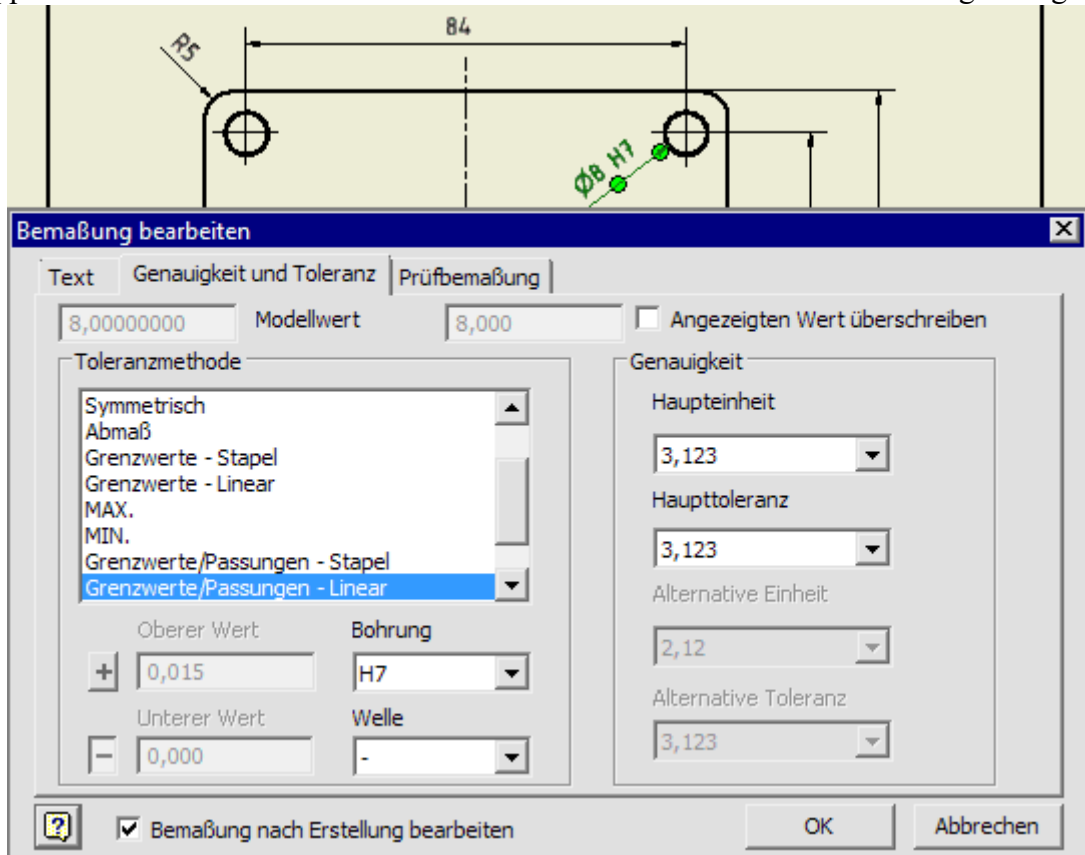 84
R5
Ø8 H7
Bemaßung bearbeiten
Text Genauigkeit und Toleranz Prüfbemaßung
8,00000000 Modellwert 8,000 Angezeigten Wert überschreiben
Toleranzmethode
Symmetrisch
Abmaß
Grenzwerte - Stapel
Grenzwerte - Linear
MAX.
MIN.
Grenzwerte/Passungen - Stapel
Grenzwerte/Passungen - Linear
Oberer Wert Bohrung
+ 0,015 H7
Unterer Wert Welle
- 0,000 -
Genauigkeit
Haupteinheit
3,123
Haupttoleranz
3,123
Alternative Einheit
2,12
Alternative Toleranz
3,123
? Bemaßung nach Erstellung bearbeiten OK Abbrechen